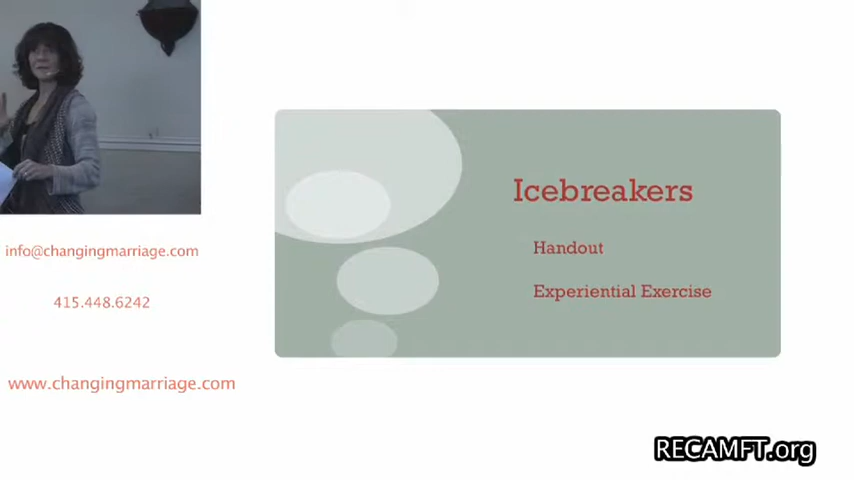 Icebreakers
Handout
Experiential Exercise
info@changingmarriage.com
415.448.6242
www.changingmarriage.com
RECAMFT.org